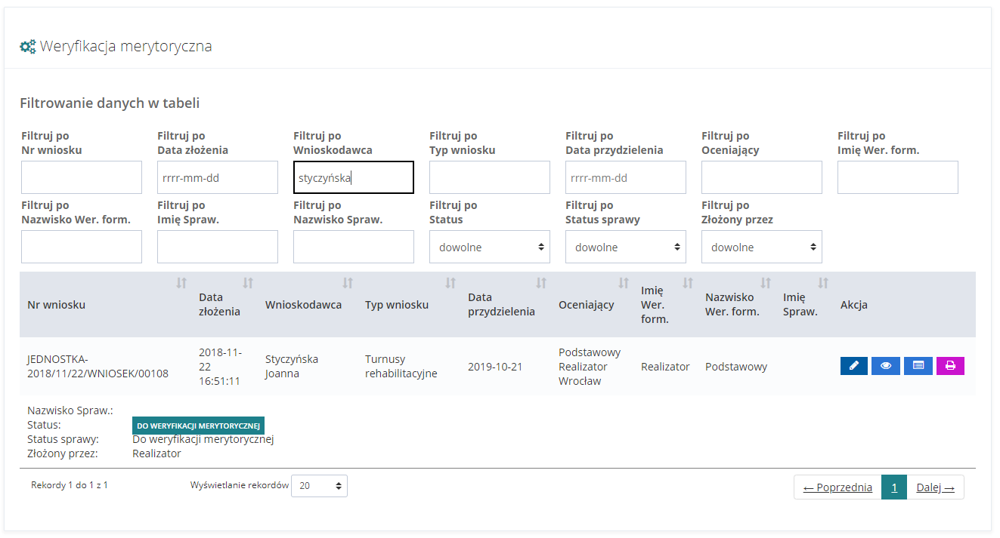 Weryfikacja merytoryczna
Filtrowanie danych w tabeli
Filtruj po
Nr wniosku
Filtruj po
Data złożenia
rrrr-mm-dd
Filtruj po
Wnioskodawca
styczyńska
Filtruj po
Typ wniosku
Filtruj po
Data przydzielenia
rrrr-mm-dd
Filtruj po
Oceniający
Filtruj po
Imię Wer. form.
Filtruj po
Nazwisko Wer. form.
Filtruj po
Imię Spraw.
Filtruj po
Nazwisko Spraw.
Filtruj po
Status
dowolne
Filtruj po
Status sprawy
dowolne
Filtruj po
Złożony przez
dowolne
Nr wniosku
Data
złożenia
Wnioskodawca
Typ wniosku
Data
przydzielenia
Oceniający
Imię
Wer.
form.
Nazwisko
Wer. form.
Imię
Spraw.
Akcja
JEDNOSTKA-
2018/11/22/WNIOSEK/00108
2018-11-
22
16:51:11
Styczyńska
Joanna
Turnusy
rehabilitacyjne
2019-10-21
Podstawowy
Realizator
Wrocław
Realizator
Podstawowy
Nazwisko Spraw.:
Status: DO WERYFIKACJI MERYTORYCZNEJ
Status sprawy: Do weryfikacji merytorycznej
Złożony przez: Realizator
Rekordy 1 do 1 z 1
Wyświetlanie rekordów 20
← Poprzednia 1 Dalej →